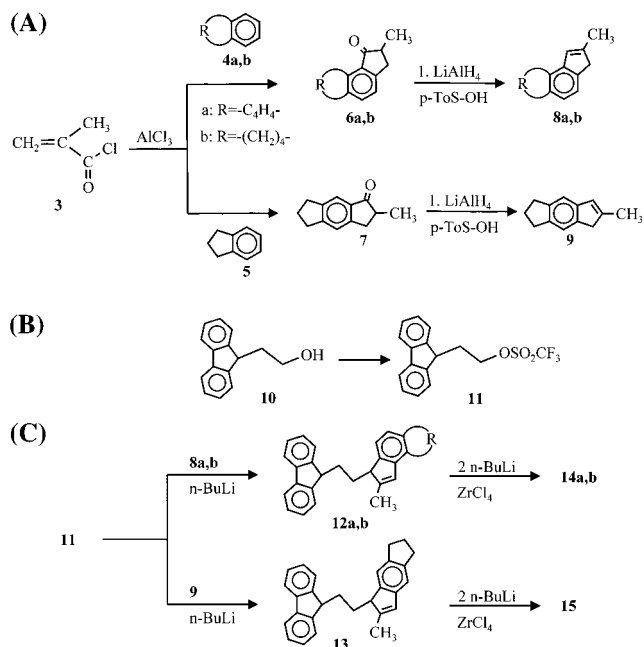 (A)
R
4a,b
a: R=-C4H4-
b: R=-(CH2)4-
CH2
CH3
Cl
O
3
AlCl3
5
O
CH3
R
6a,b
1. LiAlH4
p-ToS-OH
CH3
R
8a,b
O
CH3
7
1. LiAlH4
p-ToS-OH
CH3
9
(B)
OH
10
OSO2CF3
11
(C)
11
8a,b
n-BuLi
R
CH3
12a,b
2 n-BuLi
ZrCl4
14a,b
9
n-BuLi
CH3
13
2 n-BuLi
ZrCl4
15